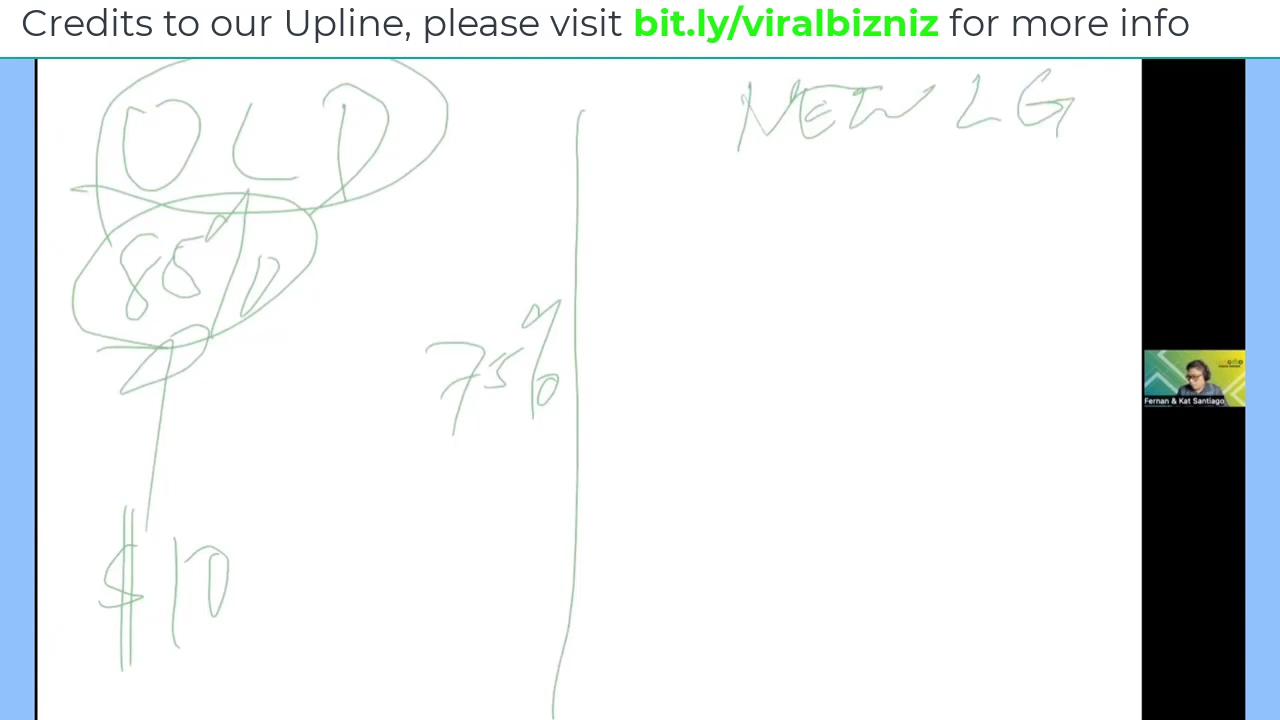 Credits to our Upline, please visit bit.ly/viralbizniz for more info
OLD
NEW LG
85%
75%
$10
Fernan & Kat Santiago